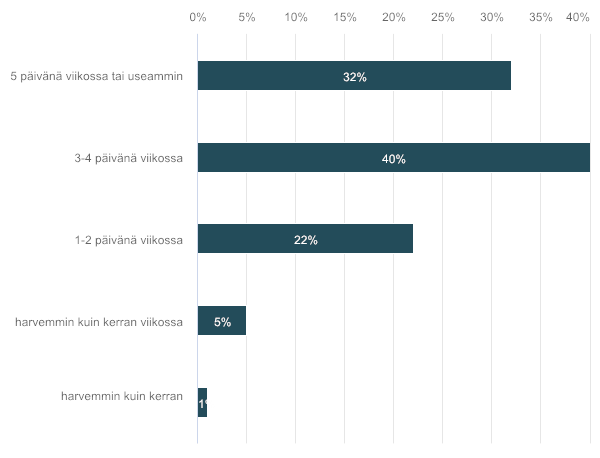 0% 5% 10% 15% 20% 25% 30% 35% 40%
5 päivänä viikossa tai useammin 32%
3-4 päivänä viikossa 40%
1-2 päivänä viikossa 22%
harvemmin kuin kerran viikossa 5%
harvemmin kuin kerran 1%